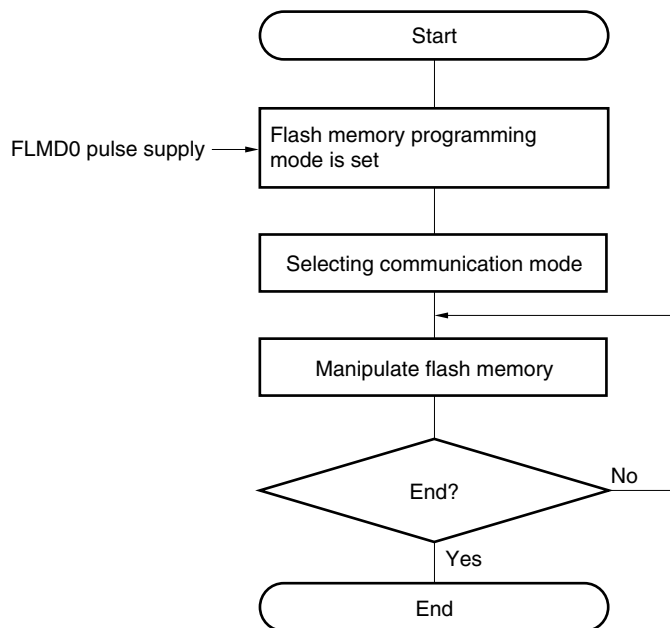 Start
FLMD0 pulse supply
Flash memory programming
mode is set
Selecting communication mode
Manipulate flash memory
End?
No
Yes
End